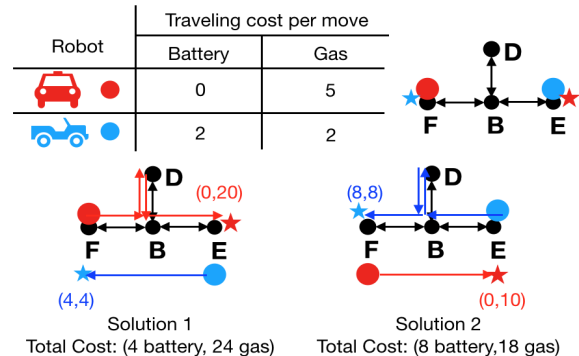 Traveling cost per move
Robot
Battery
Gas
0
5
2
2
D
F
B
E
(0,20)
D
F
B
E
(4,4)
Solution 1
Total Cost: (4 battery, 24 gas)
(8,8)
D
F
B
E
(0,10)
Solution 2
Total Cost: (8 battery,18 gas)